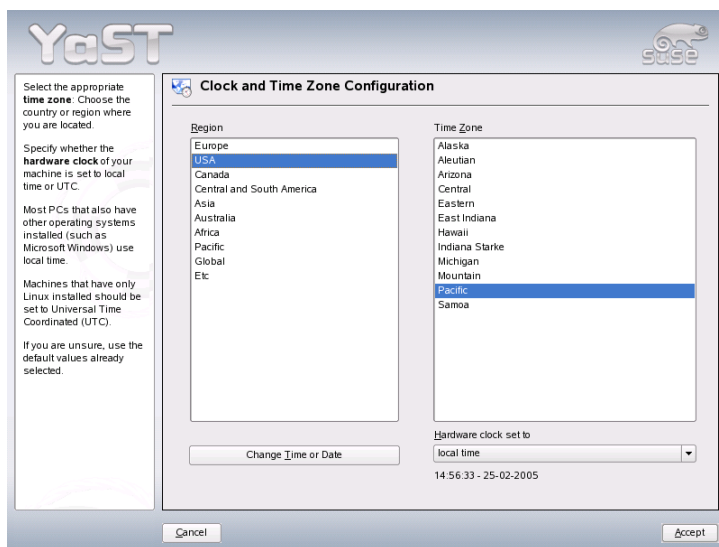 YaST
SUSE
Select the appropriate
time zone: Choose the
country or region where
you are located.
Specify whether the
hardware clock of your
machine is set to local
time or UTC.
Most PCs that also have
other operating systems
installed (such as
Microsoft Windows) use
local time.
Machines that have only
Linux installed should be
set to Universal Time
Coordinated (UTC).
If you are unsure, use the
default values already
selected.
Clock and Time Zone Configuration
Region
Europe
USA
Canada
Central and South America
Asia
Australia
Africa
Pacific
Global
Etc
Change Time or Date
Time Zone
Alaska
Aleutian
Arizona
Central
Eastern
East Indiana
Hawaii
Indiana Starke
Michigan
Mountain
Pacific
Samoa
Hardware clock set to
local time
14:56:33 - 25-02-2005
Cancel
Accept